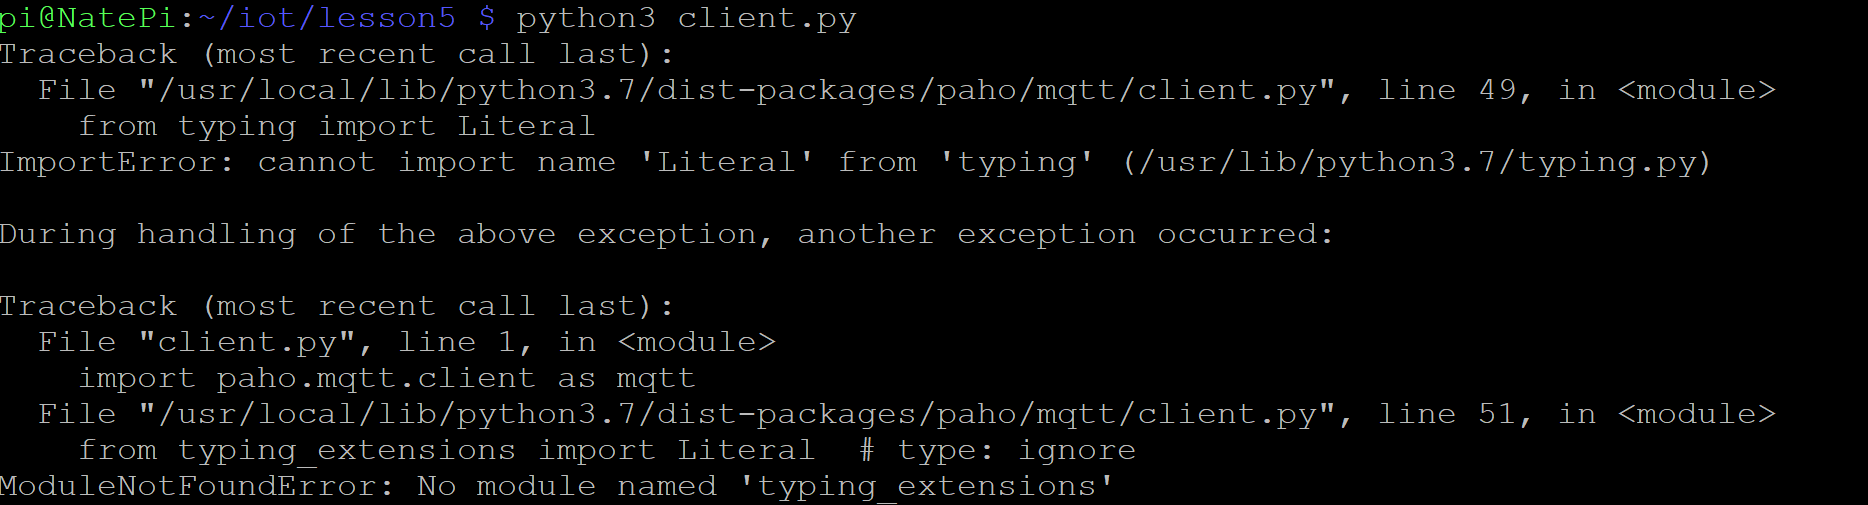 pi@NatePi:~/iot/lesson5 $ python3 client.py
Traceback (most recent call last):
  File "/usr/local/lib/python3.7/dist-packages/paho/mqtt/client.py", line 49, in <module>
    from typing import Literal
ImportError: cannot import name 'Literal' from 'typing' (/usr/lib/python3.7/typing.py)

During handling of the above exception, another exception occurred:

Traceback (most recent call last):
  File "client.py", line 1, in <module>
    import paho.mqtt.client as mqtt
  File "/usr/local/lib/python3.7/dist-packages/paho/mqtt/client.py", line 51, in <module>
    from typing_extensions import Literal  # type: ignore
ModuleNotFoundError: No module named 'typing_extensions'